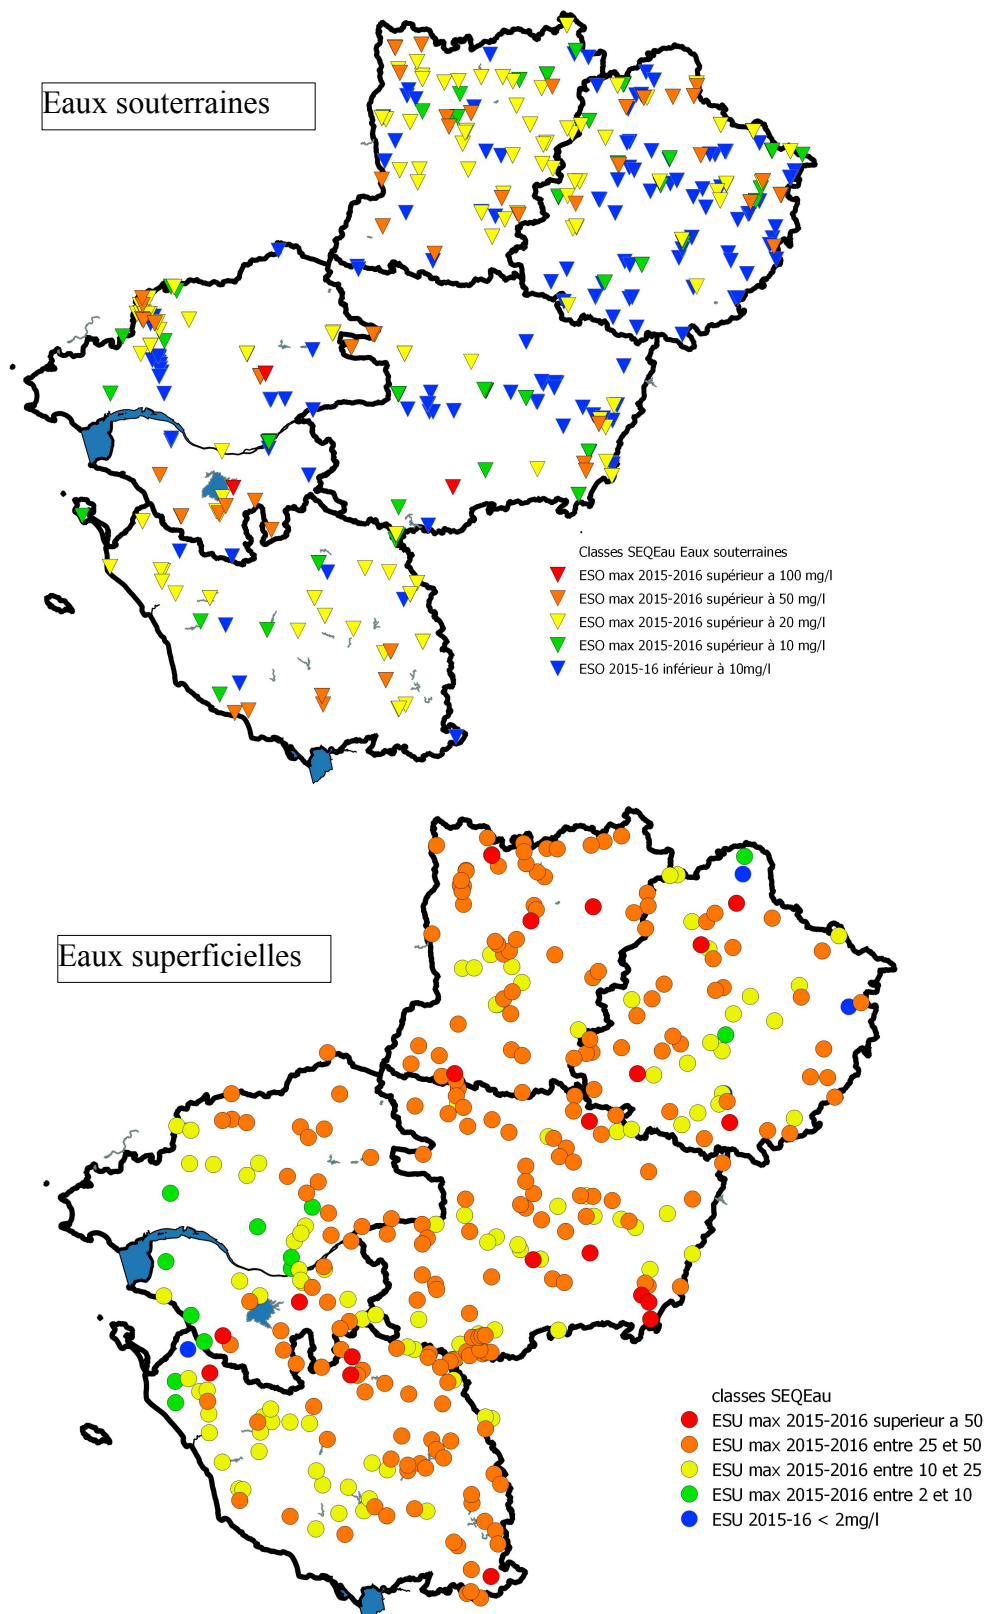 Eaux souterraines
Classes SEQEau Eaux souterraines
ESO max 2015-2016 supérieur a 100 mg/l
ESO max 2015-2016 supérieur à 50 mg/l
ESO max 2015-2016 supérieur à 20 mg/l
ESO max 2015-2016 supérieur à 10 mg/l
ESO 2015-16 inférieur à 10mg/l
Eaux superficielles
classes SEQEau
ESU max 2015-2016 superieur a 50
ESU max 2015-2016 entre 25 et 50
ESU max 2015-2016 entre 10 et 25
ESU max 2015-2016 entre 2 et 10
ESU 2015-16 < 2mg/l